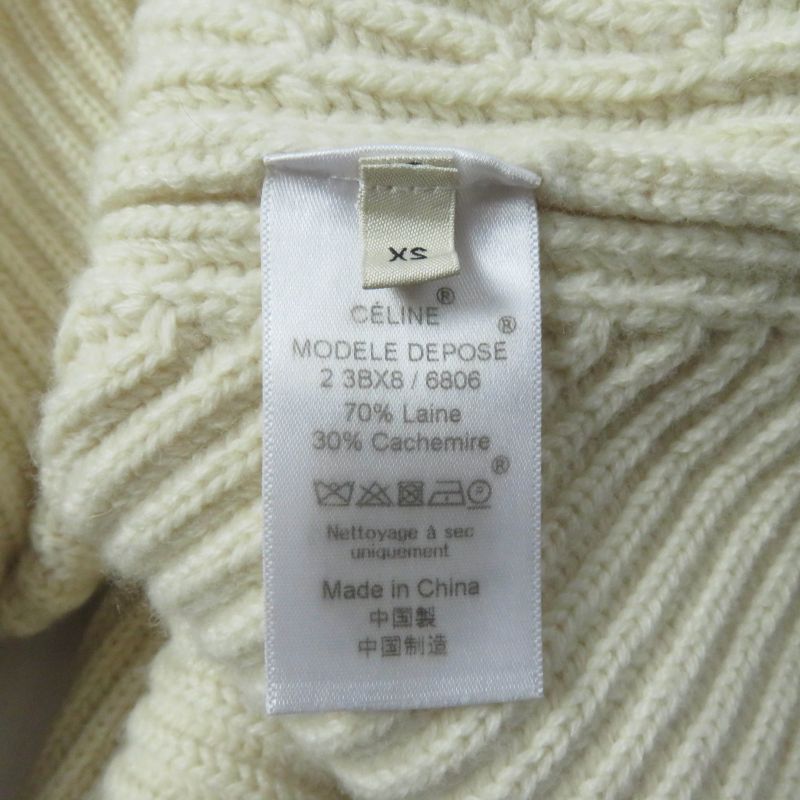 XS
CÉLINE®
MODELE DEPOSE®
2 3BX8 / 6806
70% Laine
30% Cachemire
®
P
Nettoyage à sec
uniquement
Made in China
中国製
中国制造